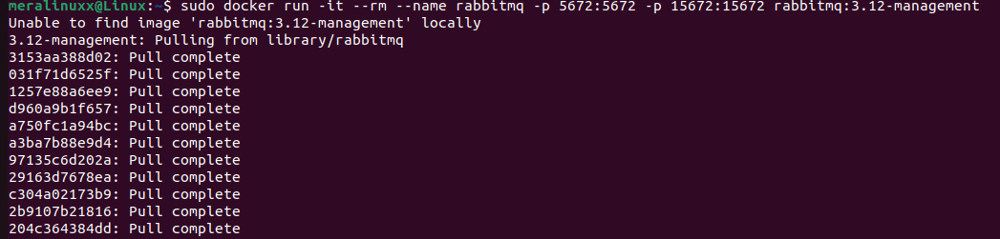 meralinuxx@Linux:~$ sudo docker run -it --rm --name rabbitmq -p 5672:5672 -p 15672:15672 rabbitmq:3.12-management
Unable to find image 'rabbitmq:3.12-management' locally
3.12-management: Pulling from library/rabbitmq
3153aa388d02: Pull complete
031f71d6525f: Pull complete
1257e88a6ee9: Pull complete
d960a9b1f657: Pull complete
a750fc1a94bc: Pull complete
a3ba7b88e9d4: Pull complete
97135c6d202a: Pull complete
29163d7678ea: Pull complete
c304a02173b9: Pull complete
2b9107b21816: Pull complete
204c364384dd: Pull complete